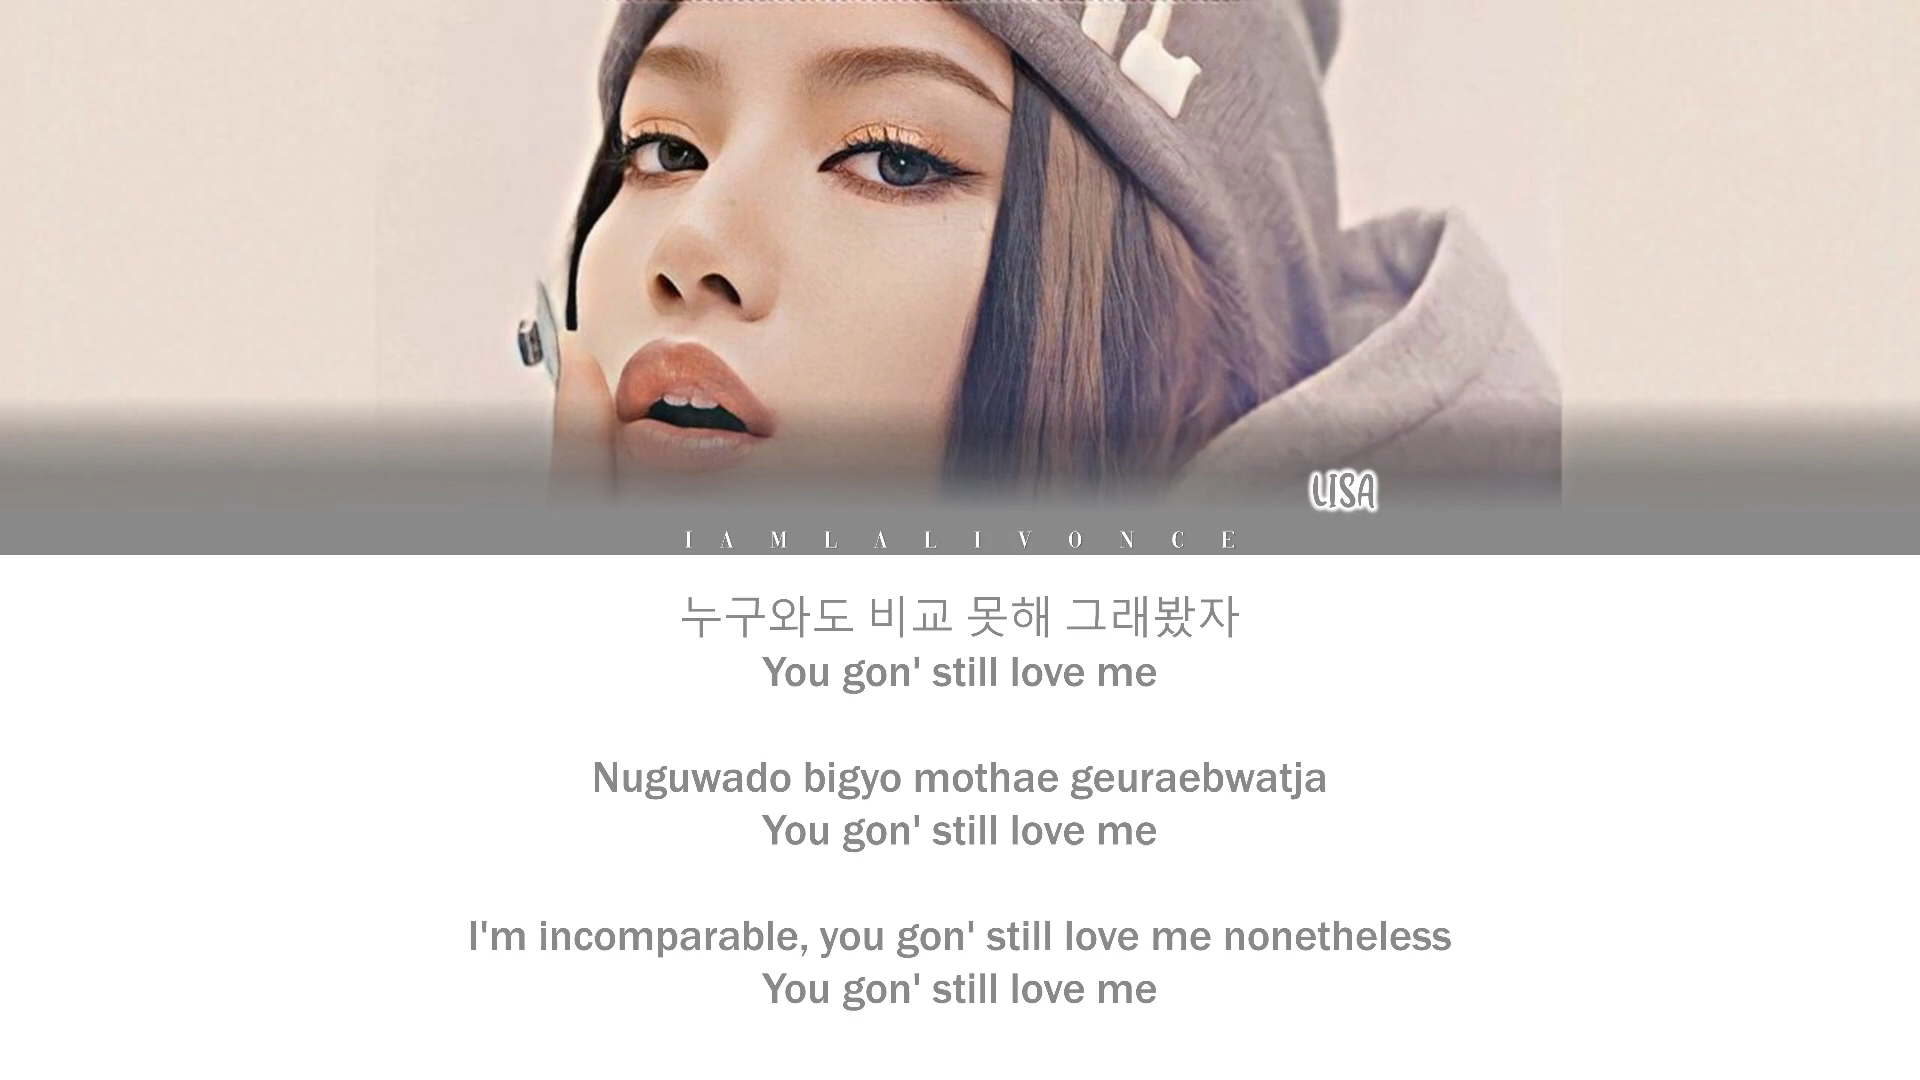 LISA
IAMLALIVONCE
누구와도 비교 못해 그래봤자
You gon' still love me
Nuguwado bigyo mothae geuraebwatja
You gon' still love me
I'm incomparable, you gon' still love me nonetheless
You gon' still love me